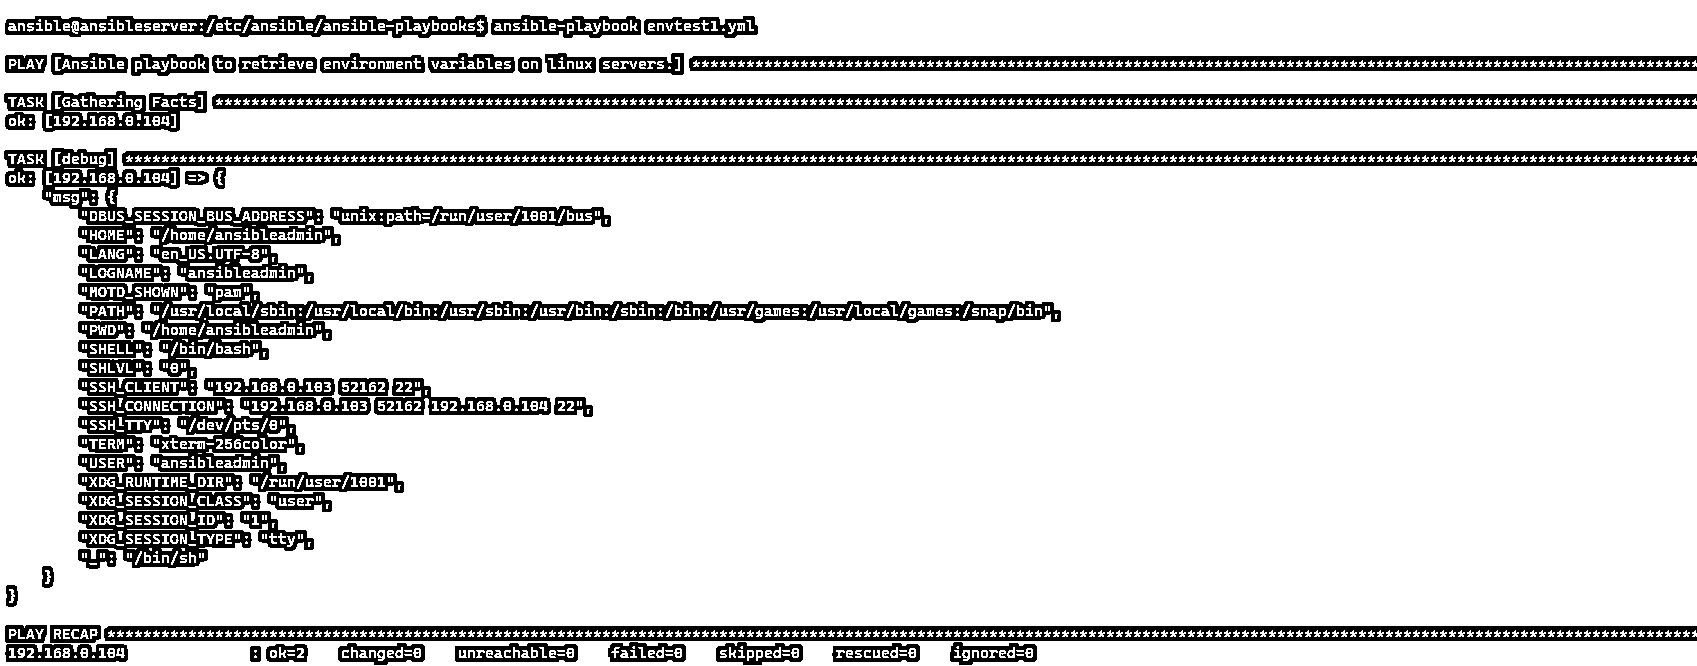 ansible@ansibleserver:/etc/ansible/ansible-playbooks$ ansible-playbook envtest1.yml
PLAY [Ansible playbook to retrieve environment variables on linux servers.] ****************************************************************************************************************
TASK [Gathering Facts] *********************************************************************************************************************************************************************
ok: [192.168.0.104]
TASK [debug] *******************************************************************************************************************************************************************************
ok: [192.168.0.104] => {
    "msg": {
        "DBUS_SESSION_BUS_ADDRESS": "unix:path=/run/user/1001/bus",
        "HOME": "/home/ansibleadmin",
        "LANG": "en_US.UTF-8",
        "LOGNAME": "ansibleadmin",
        "MOTD_SHOWN": "pam",
        "PATH": "/usr/local/sbin:/usr/local/bin:/usr/sbin:/usr/bin:/sbin:/bin:/usr/games:/usr/local/games:/snap/bin",
        "PWD": "/home/ansibleadmin",
        "SHELL": "/bin/bash",
        "SHLVL": "0",
        "SSH_CLIENT": "192.168.0.103 52162 22",
        "SSH_CONNECTION": "192.168.0.103 52162 192.168.0.104 22",
        "SSH_TTY": "/dev/pts/0",
        "TERM": "xterm-256color",
        "USER": "ansibleadmin",
        "XDG_RUNTIME_DIR": "/run/user/1001",
        "XDG_SESSION_CLASS": "user",
        "XDG_SESSION_ID": "1",
        "XDG_SESSION_TYPE": "tty",
        "_": "/bin/sh"
    }
}
PLAY RECAP *********************************************************************************************************************************************************************************
192.168.0.104              : ok=2    changed=0    unreachable=0    failed=0    skipped=0    rescued=0    ignored=0